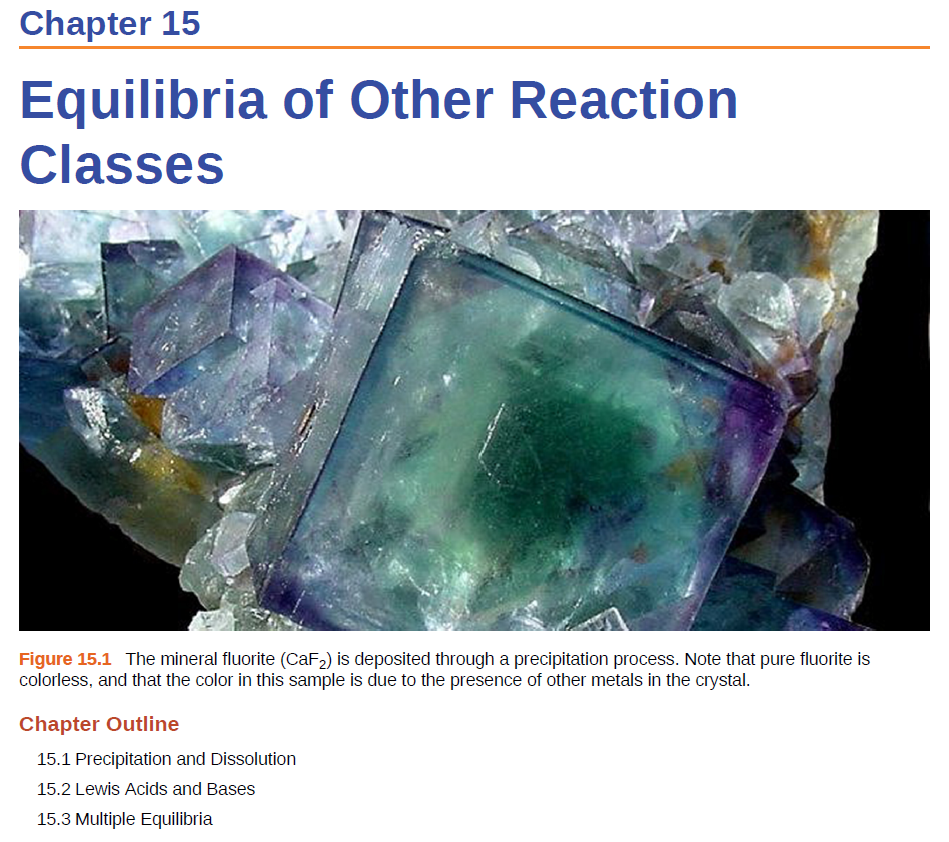 Chapter 15
Equilibria of Other Reaction
Classes
Figure 15.1 The mineral fluorite (CaF₂) is deposited through a precipitation process. Note that pure fluorite is
colorless, and that the color in this sample is due to the presence of other metals in the crystal.
Chapter Outline
15.1 Precipitation and Dissolution
15.2 Lewis Acids and Bases
15.3 Multiple Equilibria